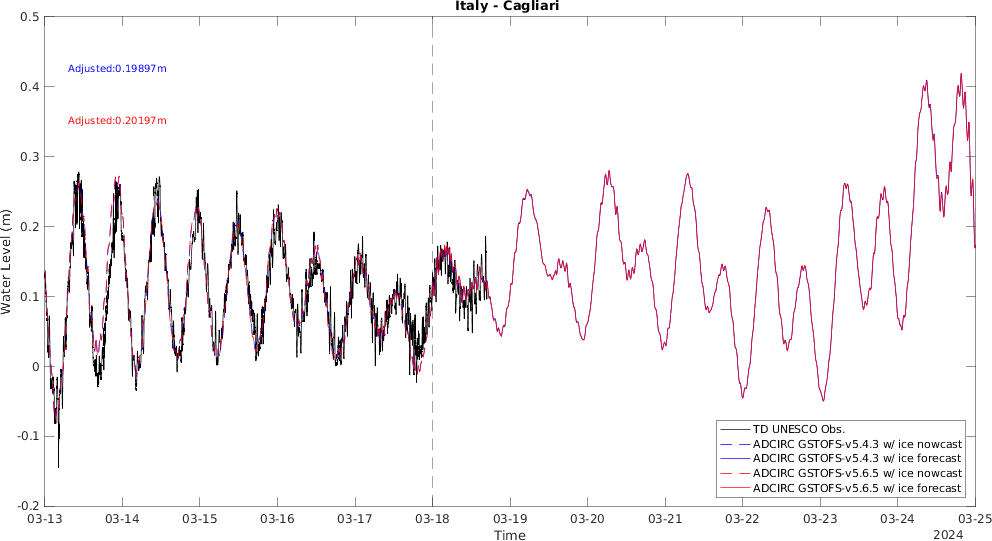 Italy - Cagliari
Water Level (m)
0.5
0.4
0.3
0.2
0.1
0
-0.1
-0.2
Adjusted:0.19897m
Adjusted:0.20197m
TD UNESCO Obs.
ADCIRC GSTOFS-v5.4.3 w/ ice nowcast
ADCIRC GSTOFS-v5.4.3 w/ ice forecast
ADCIRC GSTOFS-v5.6.5 w/ ice nowcast
ADCIRC GSTOFS-v5.6.5 w/ ice forecast
03-13 03-14 03-15 03-16 03-17 03-18 03-19 03-20 03-21 03-22 03-23 03-24 03-25
Time
2024